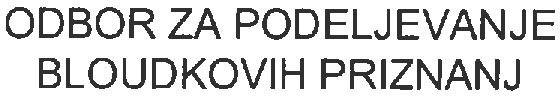 ODBOR ZA PODELJEVANJE
BLOUDKOVIH PRIZNANJ